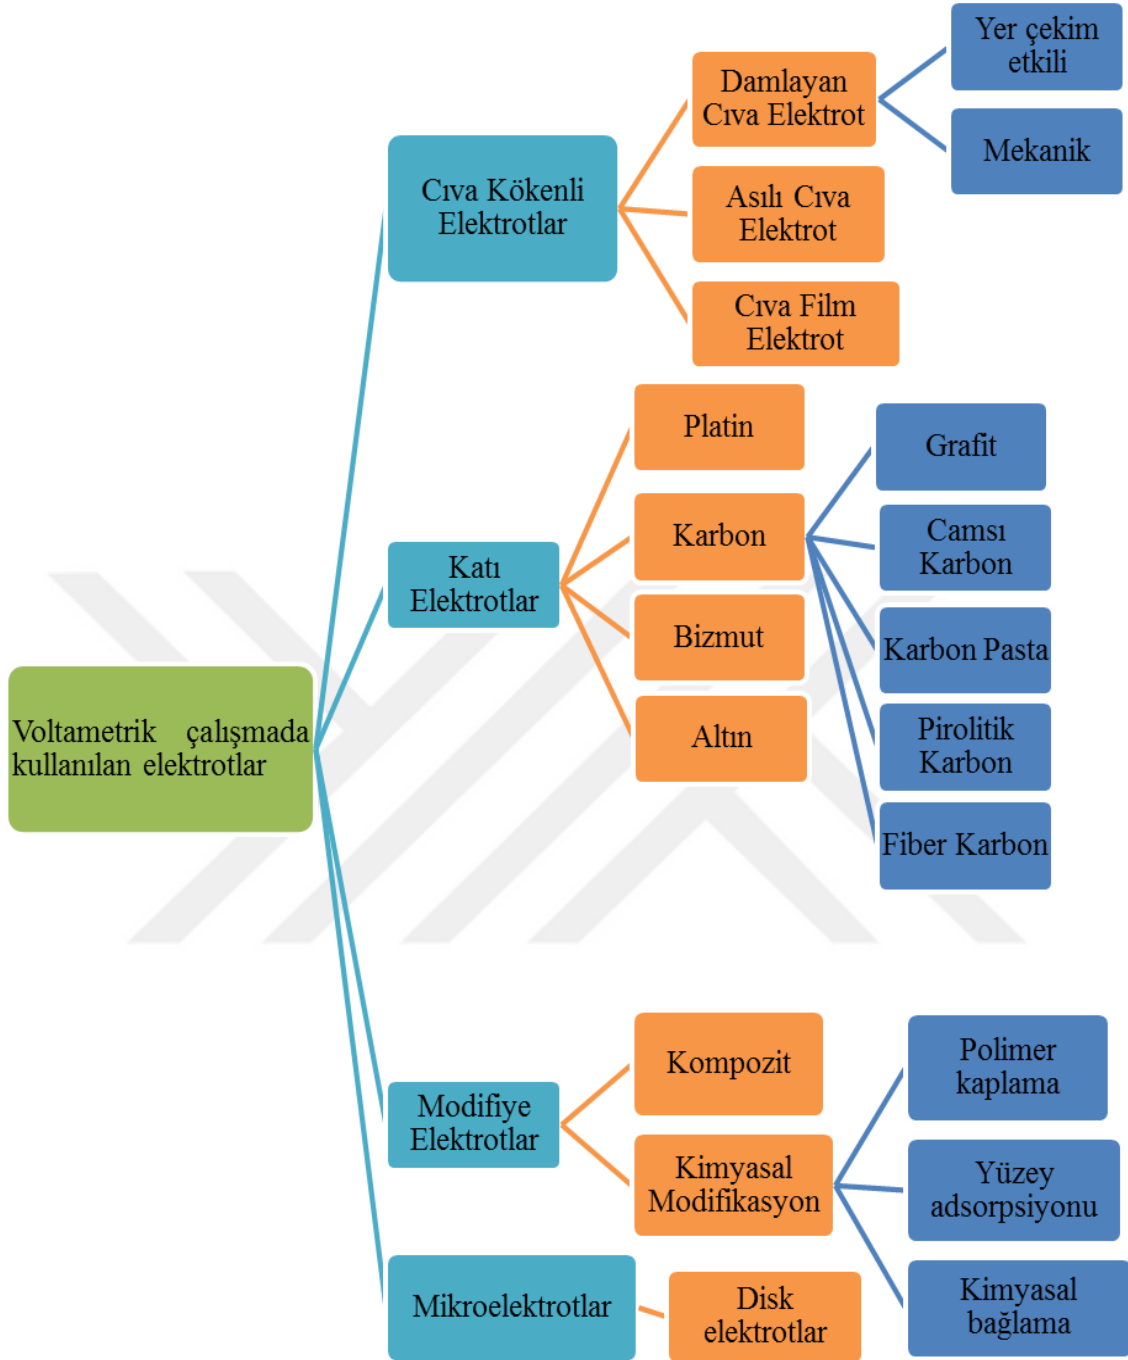 Yer çekim
etkili
Damlayan
Cıva Elektrot
Mekanik
Cıva Kökenli
Elektrotlar
Asılı Cıva
Elektrot
Cıva Film
Elektrot
Platin
Grafit
Karbon
Camsı
Karbon
Katı
Elektrotlar
Bizmut
Karbon Pasta
Altın
Pirolitik
Karbon
Voltametrik çalışmada
kullanılan elektrotlar
Fiber Karbon
Kompozit
Polimer
kaplama
Modifiye
Elektrotlar
Kimyasal
Modifikasyon
Yüzey
adsorpsiyonu
Mikroelektrotlar
Disk
elektrotlar
Kimyasal
bağlama